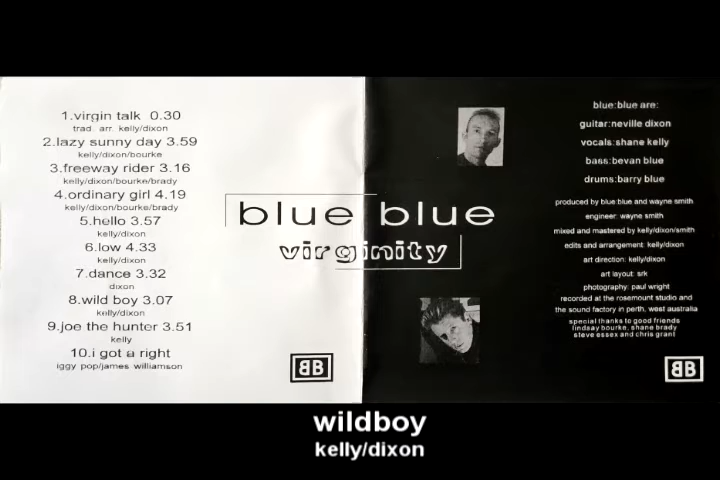 1.virgin talk 0.30
trad. arr. kelly/dixon
2.lazy sunny day 3.59
kelly/dixon/bourke
3.freeway rider 3.16
kelly/dixon/bourke/brady
4.ordinary girl 4.19
kelly/dixon/bourke/brady
5.hello 3.57
kelly/dixon
6.low 4.33
kelly/dixon
7.dance 3.32
dixon
8.wild boy 3.07
kelly/dixon
9.joe the hunter 3.51
kelly
10.i got a right
iggy pop/james williamson
BB
blue blue
virginity
blue:blue are:
guitar:neville dixon
vocals:shane kelly
bass:bevan blue
drums:barry blue
produced by blue blue and wayne smith
engineer: wayne smith
mixed and mastered by kelly/dixon/smith
edits and arrangement: kelly/dixon
art direction: kelly/dixon
art layout: srk
photography: paul wright
recorded at the rosemount studio and
the sound factory in perth, west australia
special thanks to good friends
lindsay bourke, shane brady
steve essex and chris grant
BB
wildboy
kelly/dixon